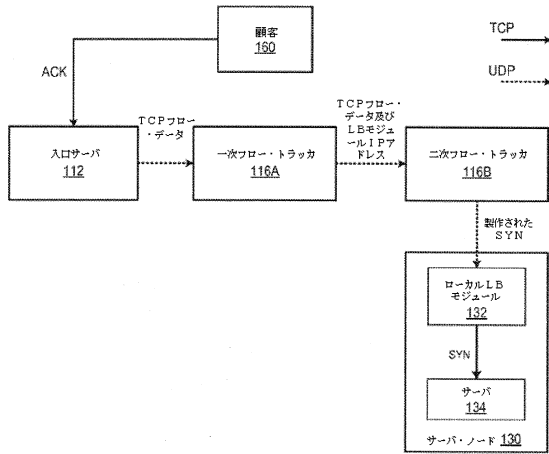 顧客
160
TCP
UDP
ACK
TCPフロー
・データ
TCPフロー・
データ及び
LBモジュ
ールIPア
ドレス
入口サーバ
112
一次フロー・トラッカ
116A
二次フロー・トラッカ
116B
製作された
SYN
ローカルLB
モジュール
132
SYN
サーバ
134
サーバ・ノード 130